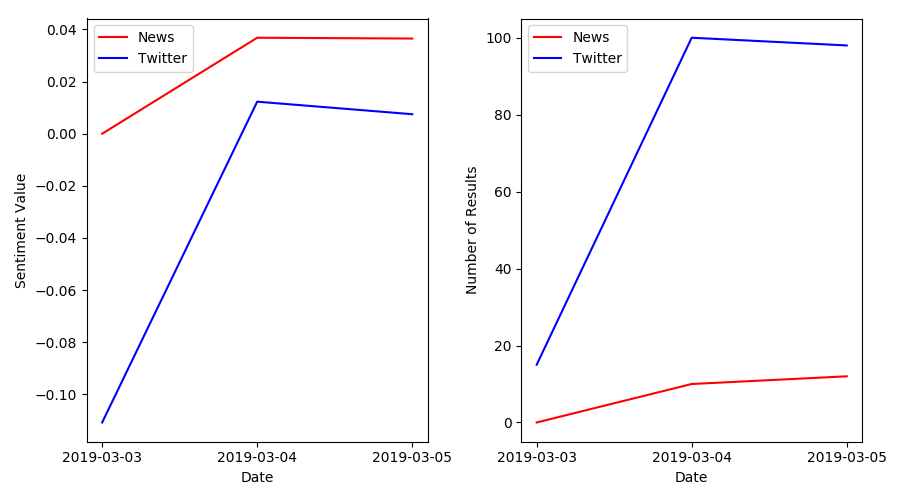 News
Twitter
0.04
0.02
0.00
−0.02
−0.04
−0.06
−0.08
−0.10
Sentiment Value
2019-03-03 2019-03-04 2019-03-05
Date
News
Twitter
100
80
60
40
20
0
Number of Results
2019-03-03 2019-03-04 2019-03-05
Date